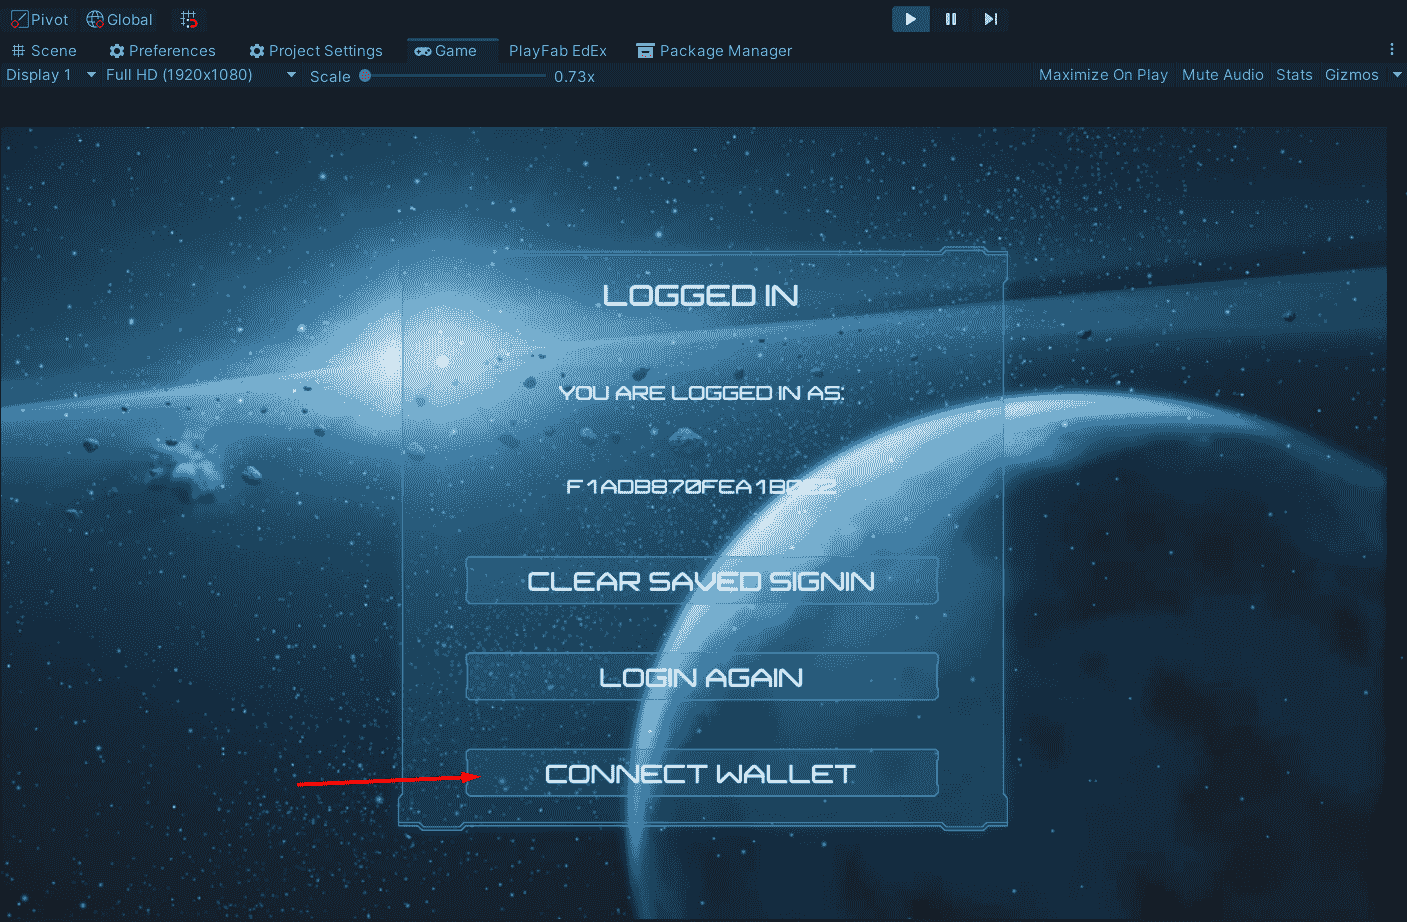 Pivot Global
Scene Preferences Project Settings Game PlayFab EdEx Package Manager
Display 1 Full HD (1920x1080) Scale 0.73x Maximize On Play Mute Audio Stats Gizmos
LOGGED IN
YOU ARE LOGGED IN AS:
CLEAR SAVED SIGNIN
LOGIN AGAIN
CONNECT WALLET